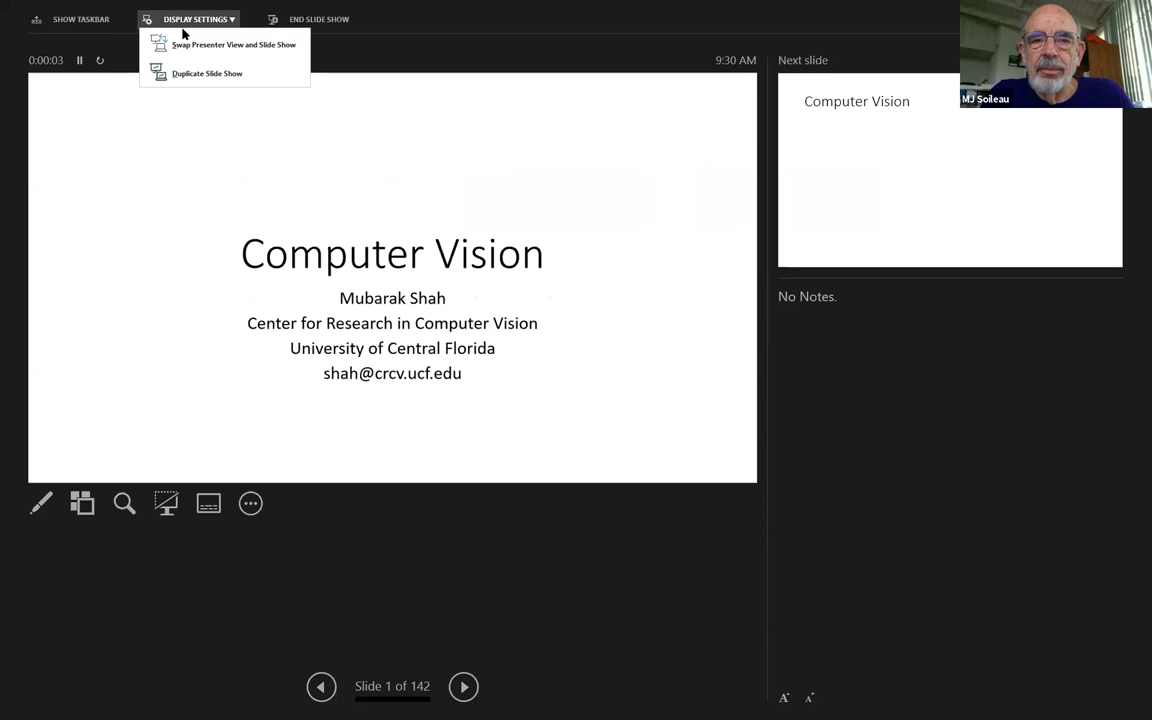 SHOW TASKBAR
DISPLAY SETTINGS ▼
END SLIDE SHOW
Swap Presenter View and Slide Show
Duplicate Slide Show
0:00:03
9:30 AM
Next slide
MJ Soileau
Computer Vision
Computer Vision
Mubarak Shah
Center for Research in Computer Vision
University of Central Florida
shah@crcv.ucf.edu
No Notes.
Slide 1 of 142
A
A